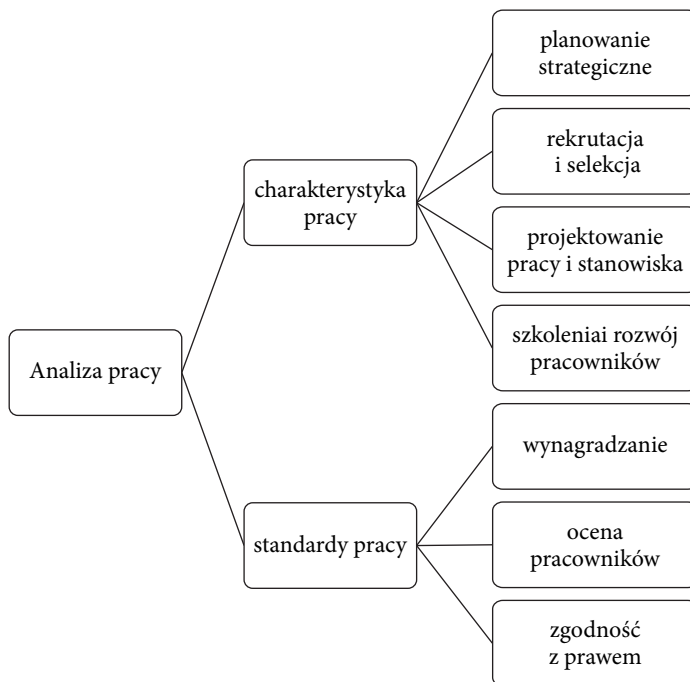 Analiza pracy
charakterystyka
pracy
planowanie
strategiczne
rekrutacja
i selekcja
projektowanie
pracy i stanowiska
szkoleniai rozwój
pracowników
standardy pracy
wynagradzanie
ocena
pracowników
zgodność
z prawem